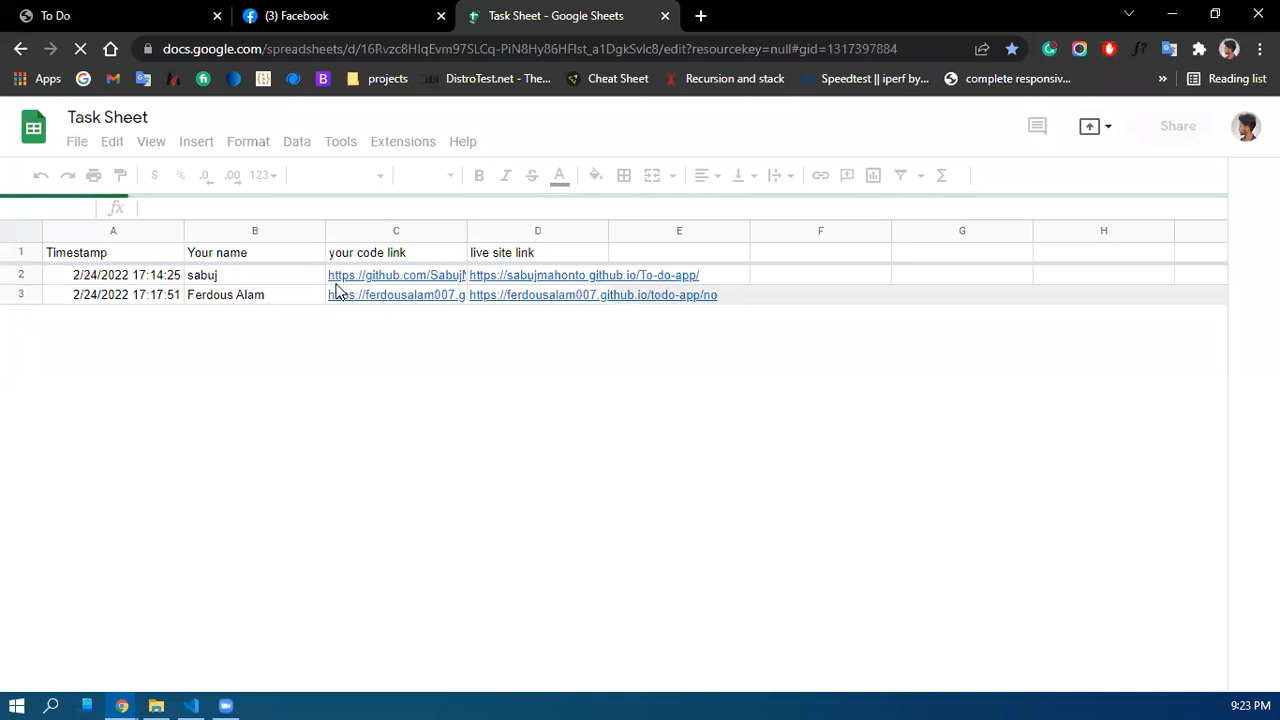 To Do
(3) Facebook
Task Sheet - Google Sheets
docs.google.com/spreadsheets/d/16Rvzc8HIqEvm97SLCq-PiN8Hy86HFlst_a1DgkSvlc8/edit?resourcekey=null#gid=1317397884
Apps
projects
DistroTest.net - The...
Cheat Sheet
Recursion and stack
Speedtest || iperf by...
complete responsiv...
»
Reading list
Task Sheet
File Edit View Insert Format Data Tools Extensions Help
Share
$ % .0 .00 123
B I S A
fx
A B C D E F G H
1 Timestamp Your name your code link live site link
2 2/24/2022 17:14:25 sabuj https://github.com/Sabuj https://sabujmahonto.github.io/To-do-app/
3 2/24/2022 17:17:51 Ferdous Alam https://ferdousalam007.g https://ferdousalam007.github.io/todo-app/no
9:23 PM